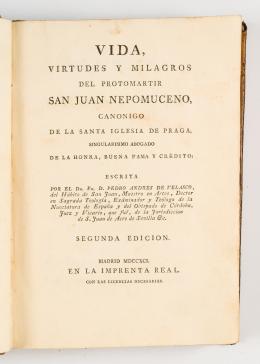 VIDA,
VIRTUDES Y MILAGROS
DEL PROTOMARTIR
SAN JUAN NEPOMUCENO,
CANONIGO
DE LA SANTA IGLESIA DE PRAGA,
SINGULARISIMO ABOGADO
DE LA HONRA, BUENA FAMA Y CRÉDITO:
ESCRITA
POR EL DR. FR. D. PEDRO ANDRES DE VELASCO,
del Hábito de San Juan, Maestro en Artes, Doctor
en Sagrada Teología, Exâminador y Teólogo de la
Nunciatura de España y del Obispado de Córdoba,
Juez y Vicario, que fué, de la Jurisdiccion
de S. Juan de Acre de Sevilla &c.
SEGUNDA EDICION.
MADRID MDCCXCI.
EN LA IMPRENTA REAL.
CON LAS LICENCIAS NECESARIAS.